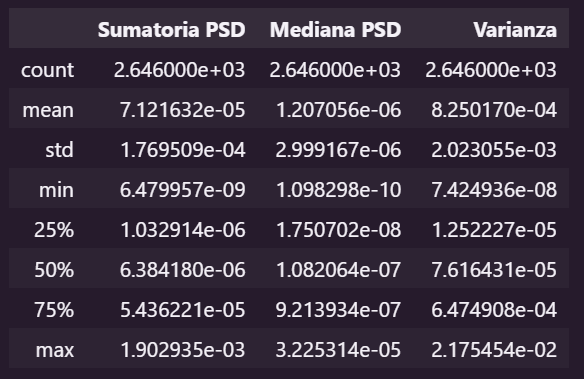 Sumatoria PSD Mediana PSD Varianza
count 2.646000e+03 2.646000e+03 2.646000e+03
mean 7.121632e-05 1.207056e-06 8.250170e-04
std 1.769509e-04 2.999167e-06 2.023055e-03
min 6.479957e-09 1.098298e-10 7.424936e-08
25% 1.032914e-06 1.750702e-08 1.252227e-05
50% 6.384180e-06 1.082064e-07 7.616431e-05
75% 5.436221e-05 9.213934e-07 6.474908e-04
max 1.902935e-03 3.225314e-05 2.175454e-02